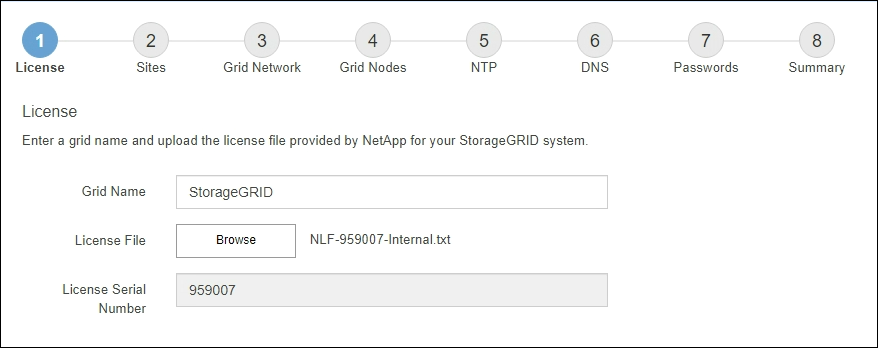 1 2 3 4 5 6 7 8
License Sites Grid Network Grid Nodes NTP DNS Passwords Summary
License
Enter a grid name and upload the license file provided by NetApp for your StorageGRID system.
Grid Name StorageGRID
License File Browse NLF-959007-Internal.txt
License Serial
Number
959007